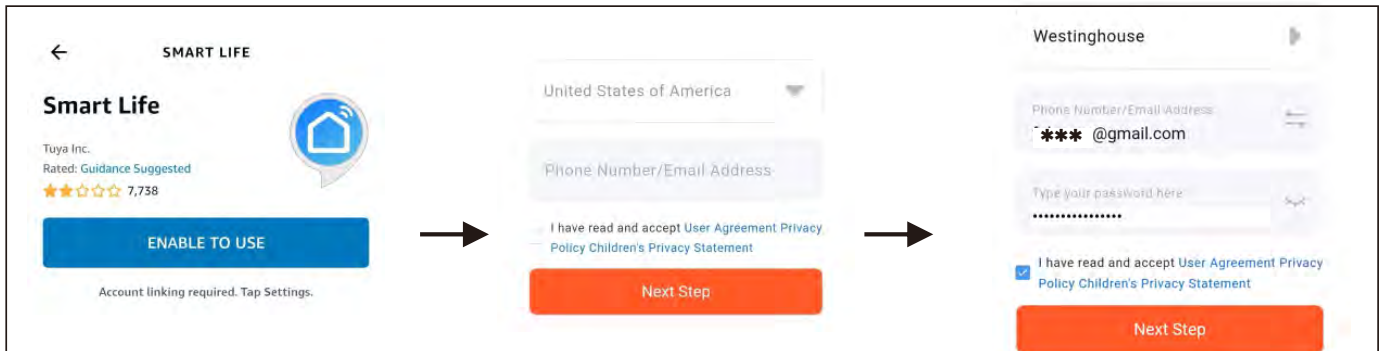 SMART LIFE
Smart Life
Tuya Inc.
Rated: Guidance Suggested
7,738
ENABLE TO USE
Account linking required. Tap Settings.
United States of America
Phone Number/Email Address
I have read and accept User Agreement Privacy
Policy Children's Privacy Statement
Next Step
Westinghouse
Phone Number/Email Address
*** @gmail.com
Type your password here
••••••••••••••••
I have read and accept User Agreement Privacy
Policy Children's Privacy Statement
Next Step